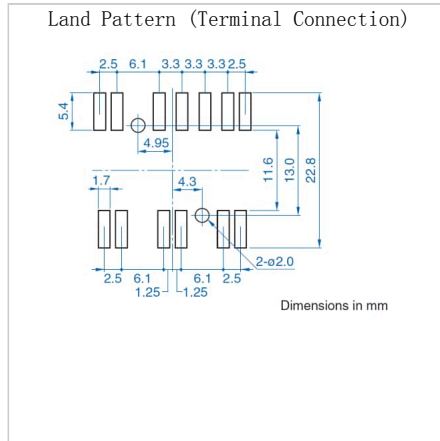 Land Pattern (Terminal Connection)
2.5 6.1 3.3 3.3 3.3 2.5
5.4
4.95
1.7
4.3
11.6
13.0
22.8
2-ø2.0
2.5 6.1 6.1 2.5
1.25 1.25
Dimensions in mm